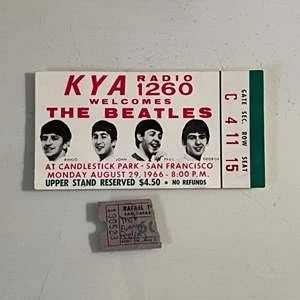 KYA RADIO 1260
WELCOMES
THE BEATLES
RINGO JOHN PAUL GEORGE
AT CANDLESTICK PARK - SAN FRANCISCO
MONDAY AUGUST 29, 1966 - 8:00 P.M.
UPPER STAND RESERVED $4.50 • NO REFUNDS
GATE SEC. ROW SEAT
C 4 11 15
RAFAEL